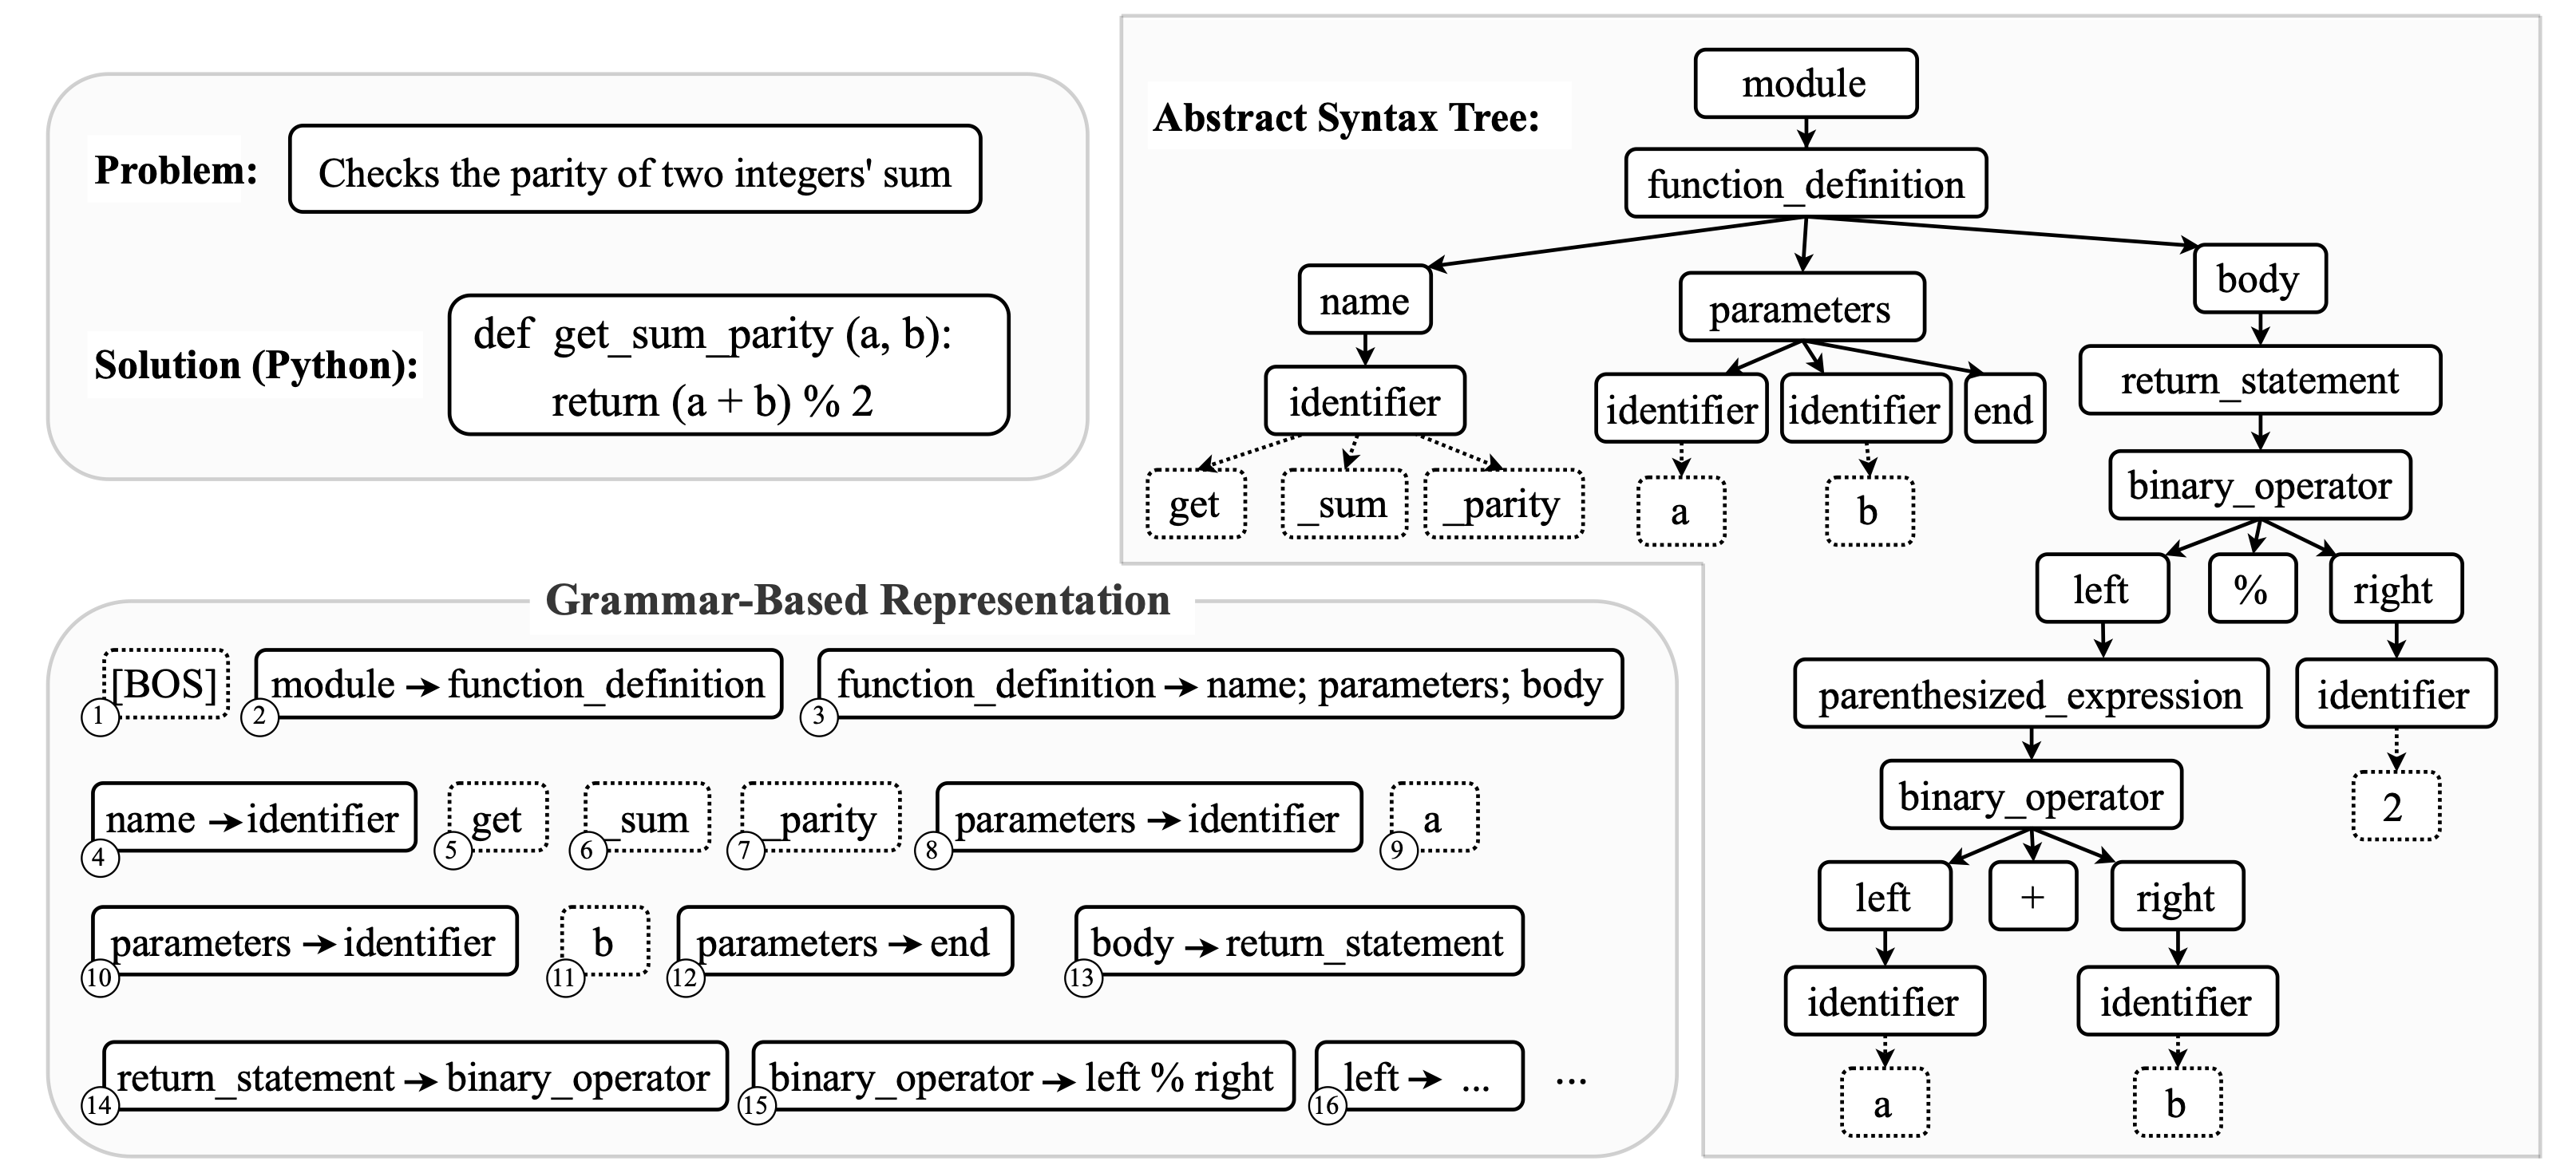 Problem: Checks the parity of two integers' sum
Solution (Python):
def get_sum_parity (a, b):
return (a + b) % 2
Abstract Syntax Tree:
module
function_definition
name parameters body
identifier identifier identifier end return_statement
get _sum _parity a b binary_operator
left % right
parenthesized_expression identifier
binary_operator 2
left + right
identifier identifier
a b
Grammar-Based Representation
1 [BOS] 2 module → function_definition 3 function_definition → name; parameters; body
4 name → identifier 5 get 6 _sum 7 _parity 8 parameters → identifier 9 a
10 parameters → identifier 11 b 12 parameters → end 13 body → return_statement
14 return_statement → binary_operator 15 binary_operator → left % right 16 left → ... ...